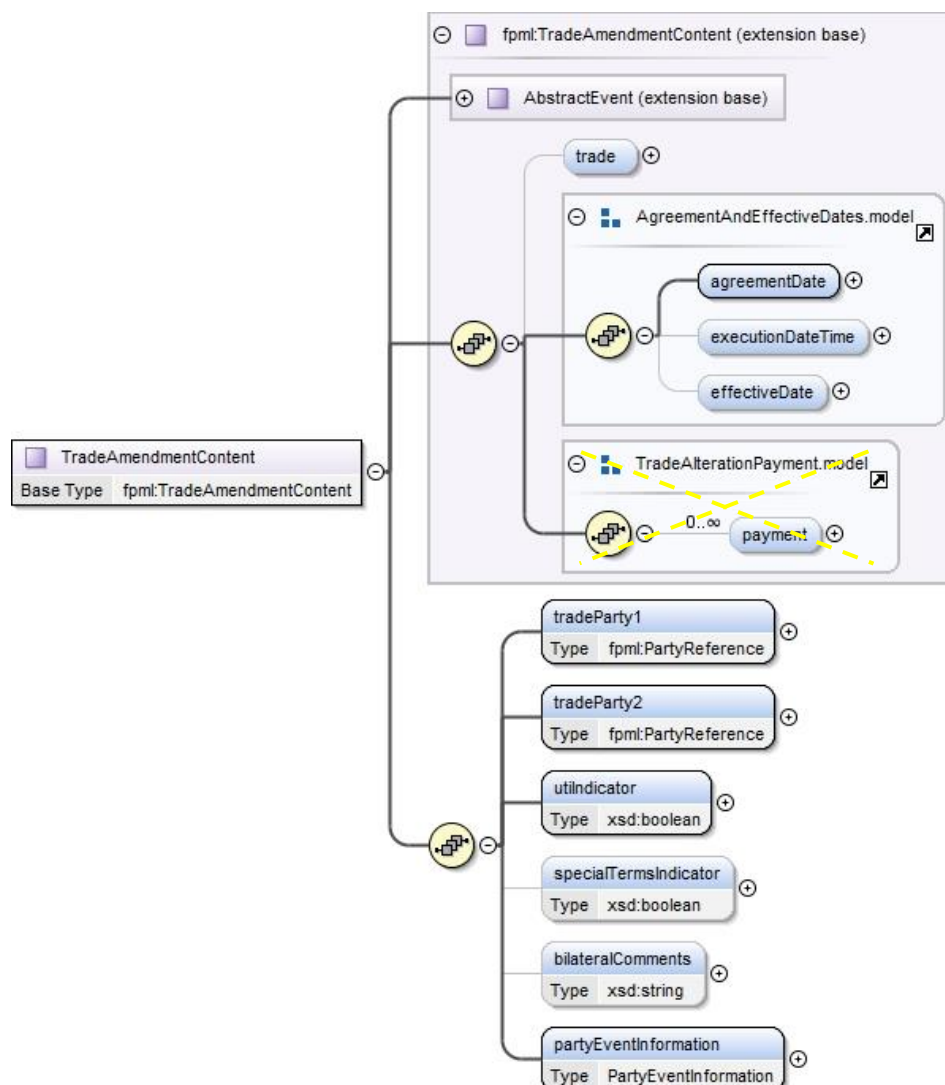 fpml:TradeAmendmentContent (extension base)
AbstractEvent (extension base)
trade
AgreementAndEffectiveDates.model
agreementDate
executionDateTime
effectiveDate
TradeAmendmentContent
Base Type fpml:TradeAmendmentContent
TradeAlterationPayment.model
0..∞
payment
tradeParty1
Type fpml:PartyReference
tradeParty2
Type fpml:PartyReference
utiIndicator
Type xsd:boolean
specialTermsIndicator
Type xsd:boolean
bilateralComments
Type xsd:string
partyEventInformation
Type PartyEventInformation